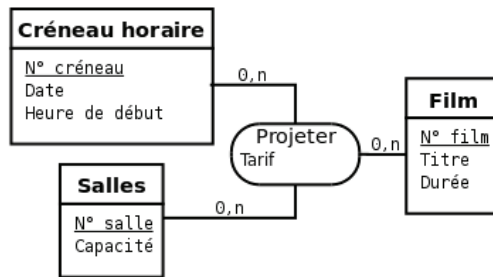 Créneau horaire
N° créneau
Date
Heure de début
0,n
Projeter
Tarif
0,n
Film
N° film
Titre
Durée
Salles
N° salle
Capacité
0,n